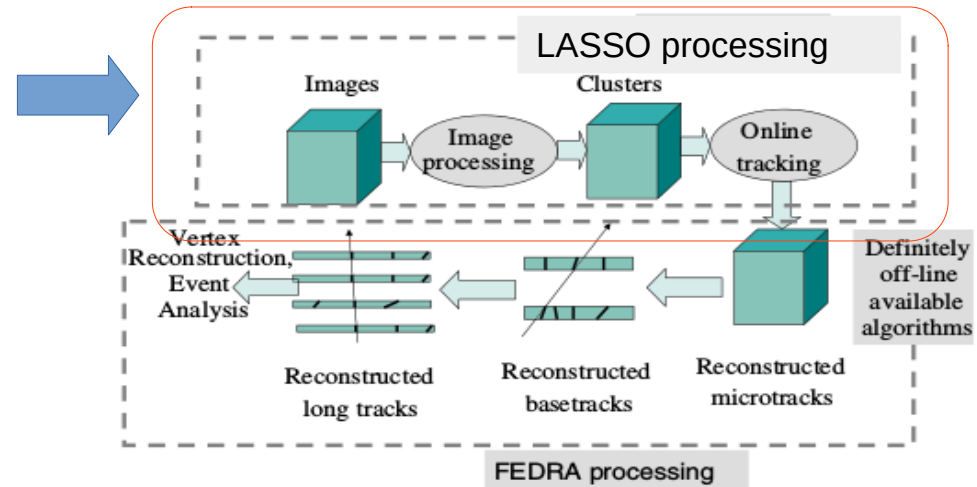 LASSO processing
Images
Clusters
Image
processing
Online
tracking
Vertex
Reconstruction,
Event
Analysis
Definitely
off-line
available
algorithms
Reconstructed
long tracks
Reconstructed
basetracks
Reconstructed
microtracks
FEDRA processing